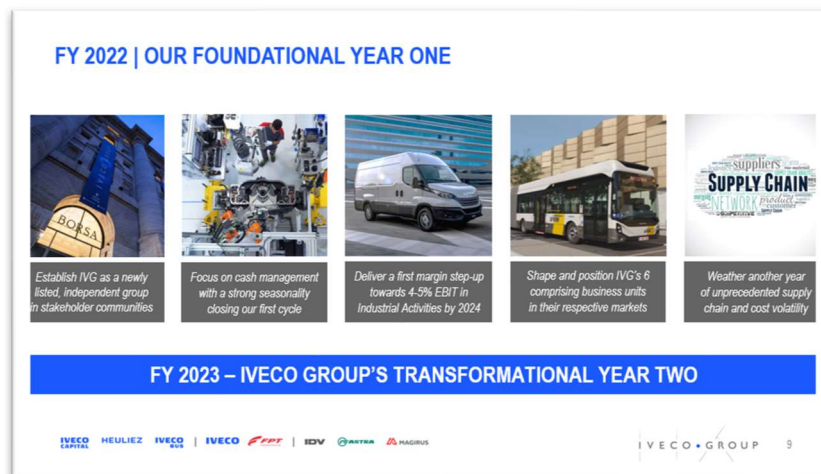 FY 2022 | OUR FOUNDATIONAL YEAR ONE
BORSA
suppliers
SUPPLY CHAIN
NETWORK product
customer
Establish IVG as a newly
listed, independent group
in stakeholder communities
Focus on cash management
with a strong seasonality
closing our first cycle
Deliver a first margin step-up
towards 4-5% EBIT in
Industrial Activities by 2024
Shape and position IVG's 6
comprising business units
in their respective markets
Weather another year
of unprecedented supply
chain and cost volatility
FY 2023 – IVECO GROUP'S TRANSFORMATIONAL YEAR TWO
IVECO CAPITAL HEULIEZ IVECO BUS | IVECO FPT | IDV ASTRA MAGIRUS
IVECO • GROUP 9